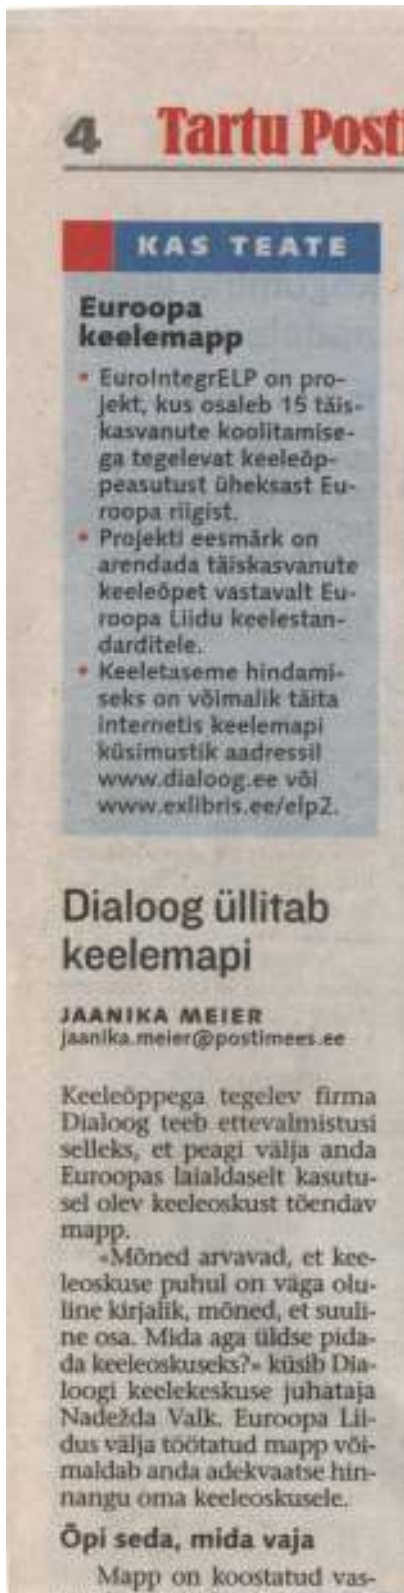 4 Tartu Posti
KAS TEATE
Euroopa
keelemapp
• EuroIntegrELP on pro-
jekt, kus osaleb 15 täis-
kasvanute koolitamise-
ga tegelevat keeleõp-
peasutust üheksast Eu-
roopa riigist.
• Projekti eesmärk on
arendada täiskasvanute
keeleõpet vastavalt Eu-
roopa Liidu keelestan-
darditele.
• Keeletaseme hindami-
seks on võimalik täita
internetis keelemapi
küsimustik aadressil
www.dialoog.ee või
www.exlibris.ee/elp2.
Dialoog üllitab
keelemapi
JAANIKA MEIER
jaanika.meier@postimees.ee
Keeleõppega tegelev firma
Dialoog teeb ettevalmistusi
selleks, et peagi välja anda
Euroopas laialdaselt kasutu-
sel olev keeleoskust tõendav
mapp.
«Mõned arvavad, et kee-
leoskuse puhul on väga olu-
line kirjalik, mõned, et suuli-
ne osa. Mida aga üldse pida-
da keeleoskuseks?» küsib Dia-
loogi keelekeskuse juhataja
Nadežda Valk. Euroopa Lii-
dus välja töötatud mapp või-
maldab anda adekvaatse hin-
nangu oma keeleoskusele.
Õpi seda, mida vaja
Mapp on koostatud vas-